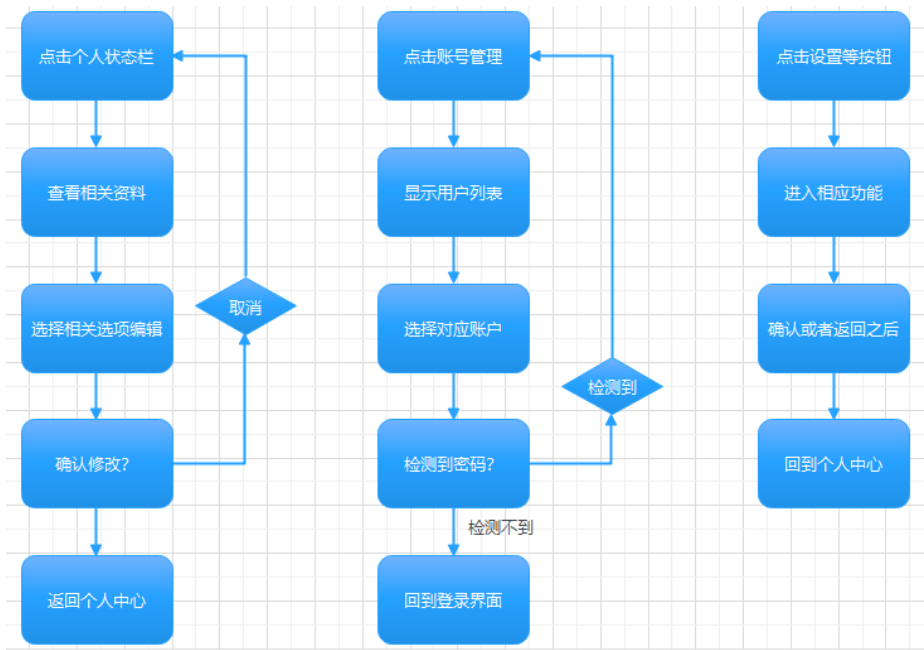 点击个人状态栏
查看相关资料
选择相关选项编辑
取消
确认修改?
返回个人中心
点击账号管理
显示用户列表
选择对应账户
检测到
检测到密码?
检测不到
回到登录界面
点击设置等按钮
进入相应功能
确认或者返回之后
回到个人中心